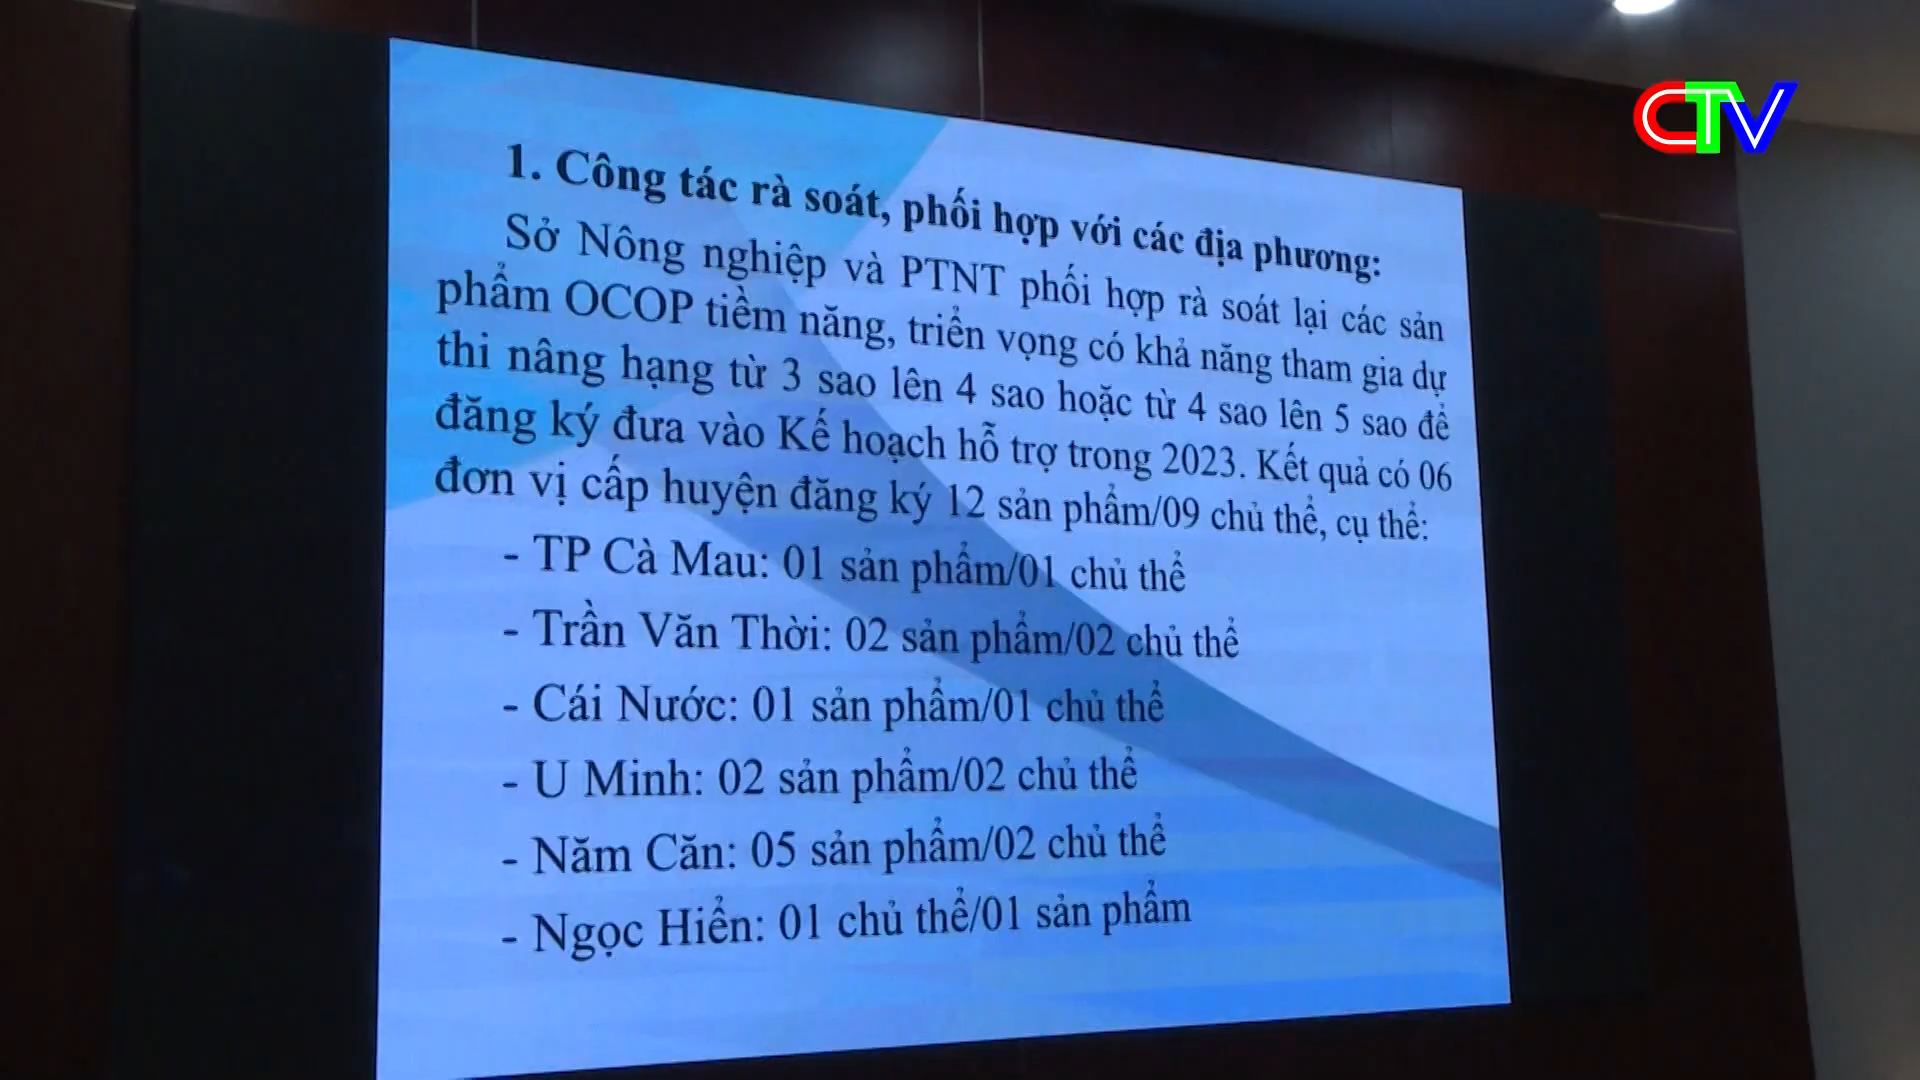 CTV
1. Công tác rà soát, phối hợp với các địa phương:
Sở Nông nghiệp và PTNT phối hợp rà soát lại các sản
phẩm OCOP tiềm năng, triển vọng có khả năng tham gia dự
thi nâng hạng từ 3 sao lên 4 sao hoặc từ 4 sao lên 5 sao để
đăng ký đưa vào Kế hoạch hỗ trợ trong 2023. Kết quả có 06
đơn vị cấp huyện đăng ký 12 sản phẩm/09 chủ thể, cụ thể:
- TP Cà Mau: 01 sản phẩm/01 chủ thể
- Trần Văn Thời: 02 sản phẩm/02 chủ thể
- Cái Nước: 01 sản phẩm/01 chủ thể
- U Minh: 02 sản phẩm/02 chủ thể
- Năm Căn: 05 sản phẩm/02 chủ thể
- Ngọc Hiển: 01 chủ thể/01 sản phẩm